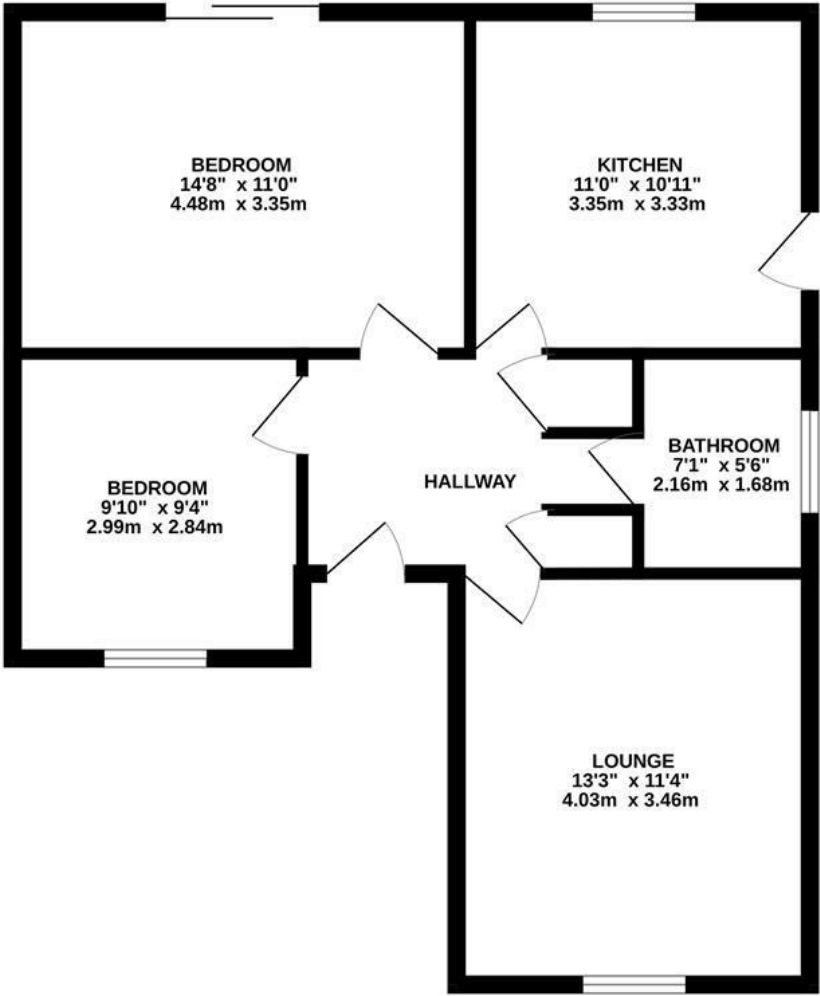 BEDROOM
14'8" x 11'0"
4.48m x 3.35m
KITCHEN
11'0" x 10'11"
3.35m x 3.33m
BEDROOM
9'10" x 9'4"
2.99m x 2.84m
HALLWAY
BATHROOM
7'1" x 5'6"
2.16m x 1.68m
LOUNGE
13'3" x 11'4"
4.03m x 3.46m